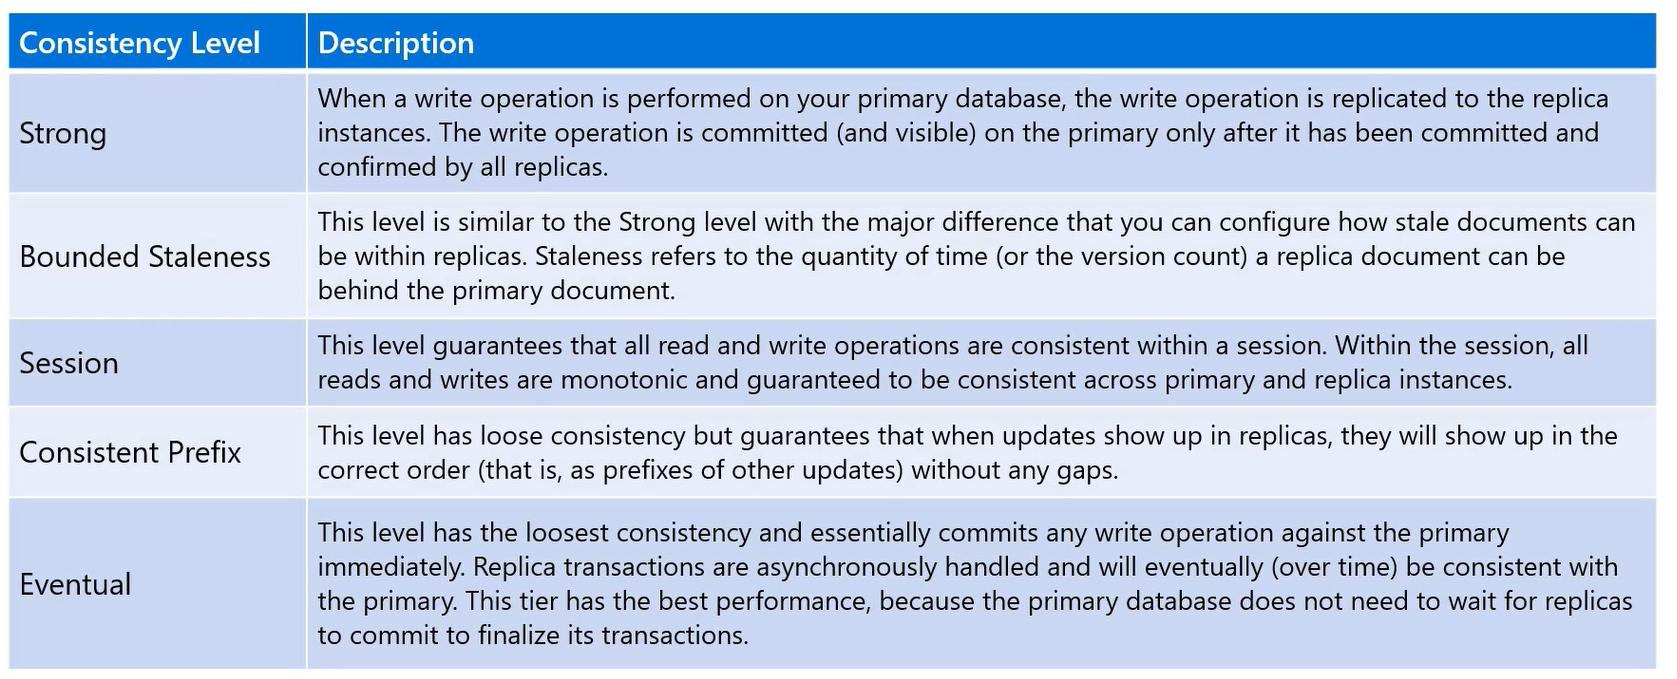 Consistency Level
Description
Strong
When a write operation is performed on your primary database, the write operation is replicated to the replica
instances. The write operation is committed (and visible) on the primary only after it has been committed and
confirmed by all replicas.
Bounded Staleness
This level is similar to the Strong level with the major difference that you can configure how stale documents can
be within replicas. Staleness refers to the quantity of time (or the version count) a replica document can be
behind the primary document.
Session
This level guarantees that all read and write operations are consistent within a session. Within the session, all
reads and writes are monotonic and guaranteed to be consistent across primary and replica instances.
Consistent Prefix
This level has loose consistency but guarantees that when updates show up in replicas, they will show up in the
correct order (that is, as prefixes of other updates) without any gaps.
Eventual
This level has the loosest consistency and essentially commits any write operation against the primary
immediately. Replica transactions are asynchronously handled and will eventually (over time) be consistent with
the primary. This tier has the best performance, because the primary database does not need to wait for replicas
to commit to finalize its transactions.